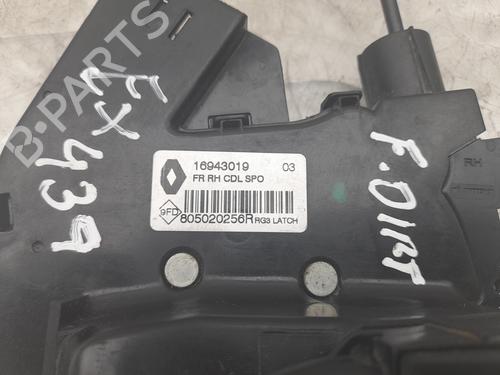 B-PARTS
EX439
16943019 03
FR RH CDL SPO
9FD 805020256R RG3 LATCH
F.DIRT
RH